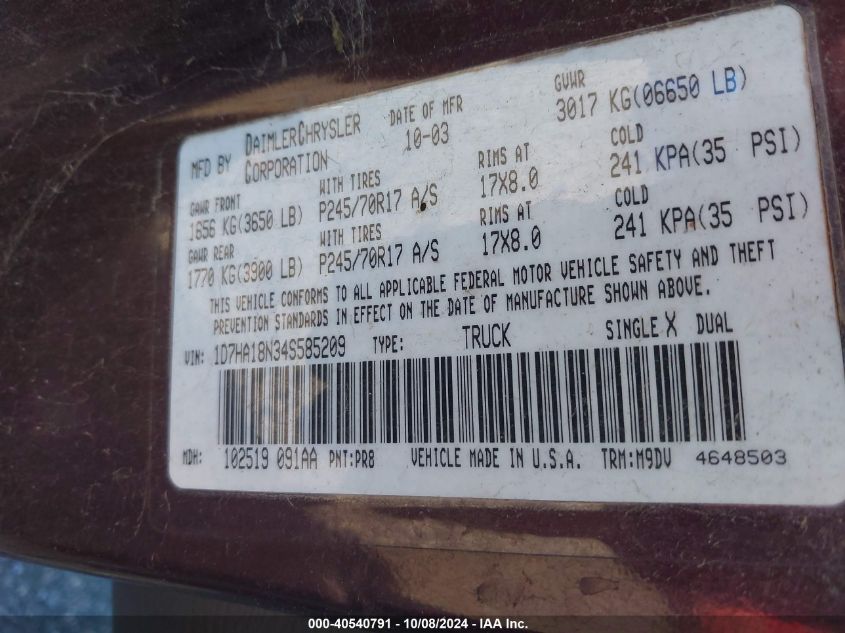 MFD BY DAIMLERCHRYSLER CORPORATION
DATE OF MFR 10-03
GVWR 3017 KG(06650 LB)
GAWR FRONT WITH TIRES RIMS AT COLD
1656 KG(3650 LB) P245/70R17 A/S 17X8.0 241 KPA(35 PSI)
GAWR REAR WITH TIRES RIMS AT COLD
1770 KG(3900 LB) P245/70R17 A/S 17X8.0 241 KPA(35 PSI)
THIS VEHICLE CONFORMS TO ALL APPLICABLE FEDERAL MOTOR VEHICLE SAFETY AND THEFT
PREVENTION STANDARDS IN EFFECT ON THE DATE OF MANUFACTURE SHOWN ABOVE.
VIN: 1D7HA18N34S585209 TYPE: TRUCK SINGLE X DUAL
MDH: 102519 091AA PNT:PR8 VEHICLE MADE IN U.S.A. TRM:M9DV 4648503
000-40540791 - 10/08/2024 - IAA Inc.